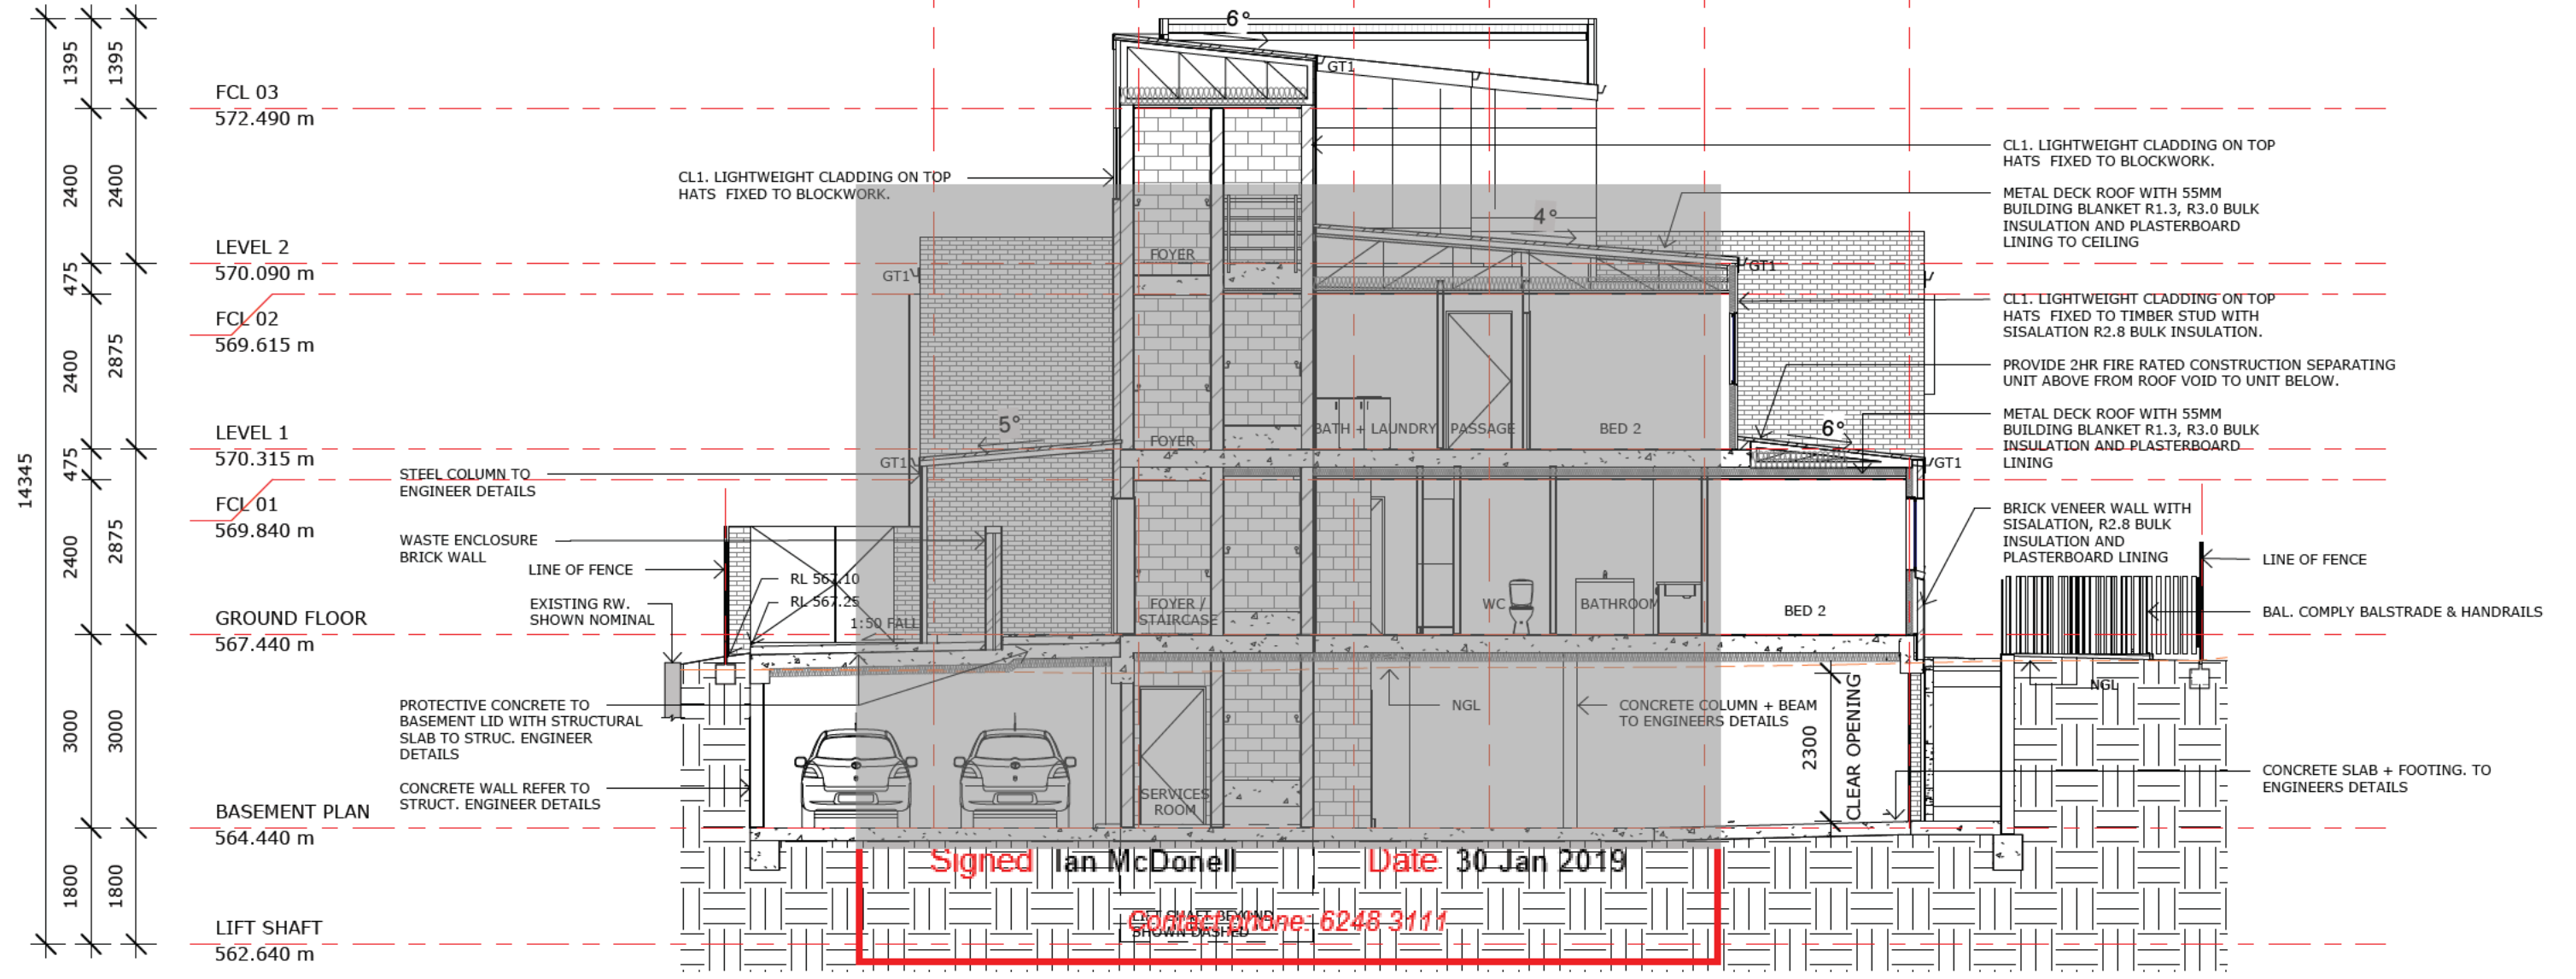 6°
1395
1395
FCL 03
572.490 m
GT1
2400
2400
CL1. LIGHTWEIGHT CLADDING ON TOP
HATS FIXED TO BLOCKWORK.
CL1. LIGHTWEIGHT CLADDING ON TOP
HATS FIXED TO BLOCKWORK.
METAL DECK ROOF WITH 55MM
BUILDING BLANKET R1.3, R3.0 BULK
INSULATION AND PLASTERBOARD
LINING TO CEILING
4°
LEVEL 2
570.090 m
FOYER
GT1
GT1
475
FCL 02
569.615 m
CL1. LIGHTWEIGHT CLADDING ON TOP
HATS FIXED TO TIMBER STUD WITH
SISALATION R2.8 BULK INSULATION.
2400
2875
PROVIDE 2HR FIRE RATED CONSTRUCTION SEPARATING
UNIT ABOVE FROM ROOF VOID TO UNIT BELOW.
METAL DECK ROOF WITH 55MM
BUILDING BLANKET R1.3, R3.0 BULK
INSULATION AND PLASTERBOARD
LINING
5°
6°
BATH + LAUNDRY
PASSAGE
BED 2
LEVEL 1
570.315 m
FOYER
GT1
GT1
14345
475
STEEL COLUMN TO
ENGINEER DETAILS
FCL 01
569.840 m
BRICK VENEER WALL WITH
SISALATION, R2.8 BULK
INSULATION AND
PLASTERBOARD LINING
WASTE ENCLOSURE
BRICK WALL
2400
2875
LINE OF FENCE
LINE OF FENCE
RL 567.10
RL 567.25
EXISTING RW.
SHOWN NOMINAL
1:50 FALL
FOYER /
STAIRCASE
WC
BATHROOM
BED 2
BAL. COMPLY BALSTRADE & HANDRAILS
GROUND FLOOR
567.440 m
NGL
NGL
PROTECTIVE CONCRETE TO
BASEMENT LID WITH STRUCTURAL
SLAB TO STRUC. ENGINEER
DETAILS
CONCRETE COLUMN + BEAM
TO ENGINEERS DETAILS
3000
3000
2300
CLEAR OPENING
CONCRETE WALL REFER TO
STRUCT. ENGINEER DETAILS
SERVICES
ROOM
CONCRETE SLAB + FOOTING. TO
ENGINEERS DETAILS
BASEMENT PLAN
564.440 m
Signed Ian McDonell Date 30 Jan 2019
1800
1800
LIFT SHAFT BEYOND
SHOWN DASHED
Contact phone: 6248 3111
LIFT SHAFT
562.640 m